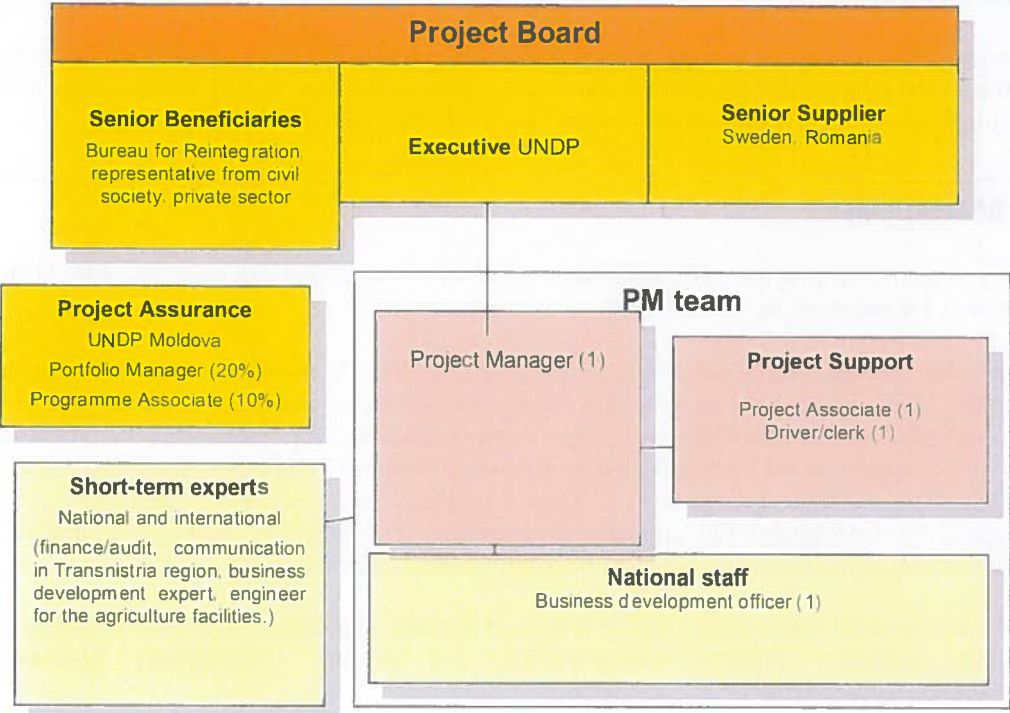 Project Board
Senior Beneficiaries
Bureau for Reintegration,
representative from civil
society, private sector
Executive UNDP
Senior Supplier
Sweden, Romania
Project Assurance
UNDP Moldova
Portfolio Manager (20%)
Programme Associate (10%)
PM team
Project Manager (1)
Project Support
Project Associate (1)
Driver/clerk (1)
Short-term experts
National and international
(finance/audit, communication
in Transnistria region, business
development expert, engineer
for the agriculture facilities.)
National staff
Business development officer (1)